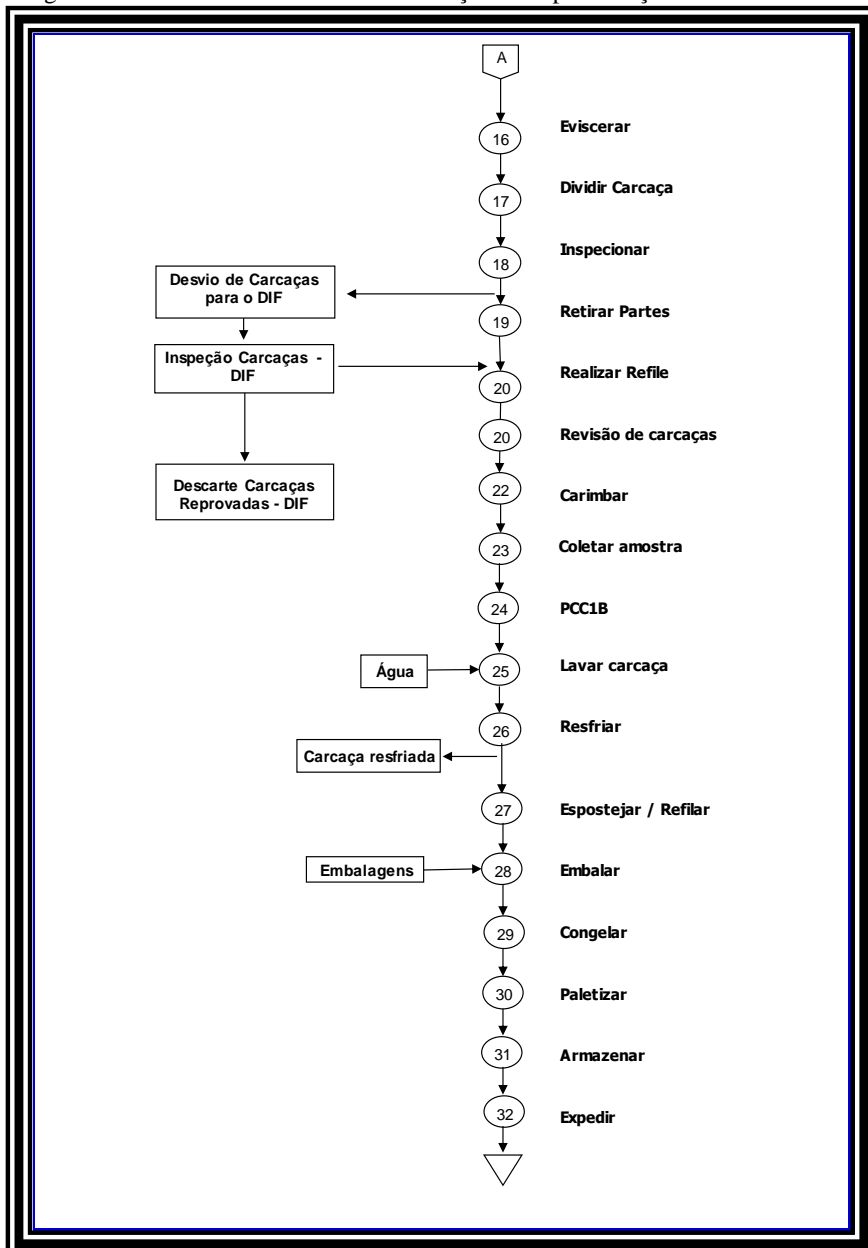 A
16
Eviscerar
17
Dividir Carcaça
18
Inspecionar
Desvio de Carcaças
para o DIF
19
Retirar Partes
Inspeção Carcaças -
DIF
20
Realizar Refile
20
Revisão de carcaças
Descarte Carcaças
Reprovadas - DIF
22
Carimbar
23
Coletar amostra
24
PCC1B
Água
25
Lavar carcaça
26
Resfriar
Carcaça resfriada
27
Espostejar / Refilar
Embalagens
28
Embalar
29
Congelar
30
Paletizar
31
Armazenar
32
Expedir